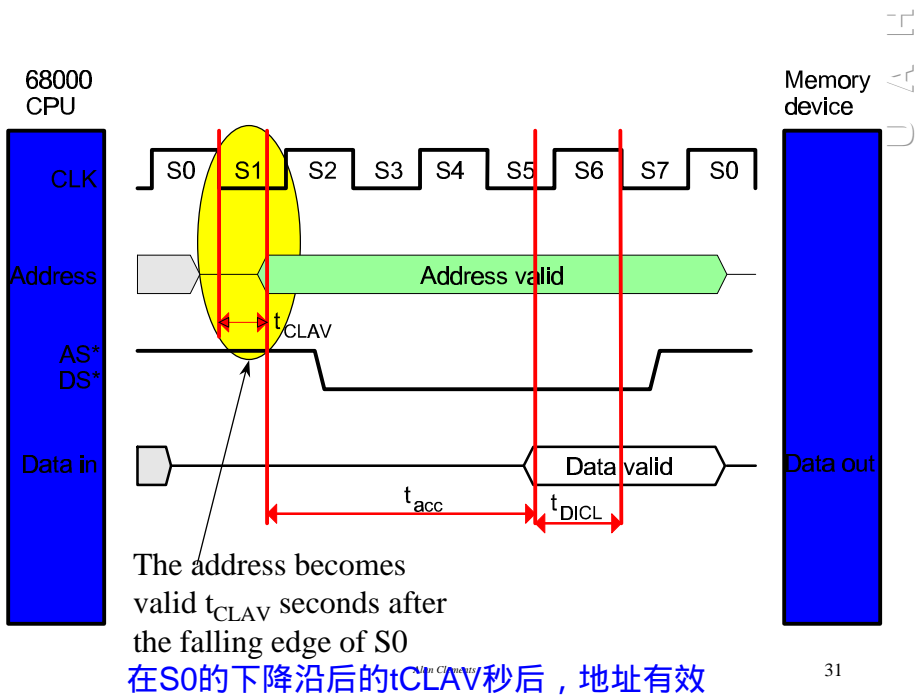 U A H
68000
CPU
Memory
device
CLK
S0 S1 S2 S3 S4 S5 S6 S7 S0
Address
Address valid
tCLAV
AS*
DS*
Data in
Data valid
Data out
tacc
tDICL
The address becomes
valid tCLAV seconds after
the falling edge of S0
Alan Clements
31
在S0的下降沿后的tCLAV秒后，地址有效